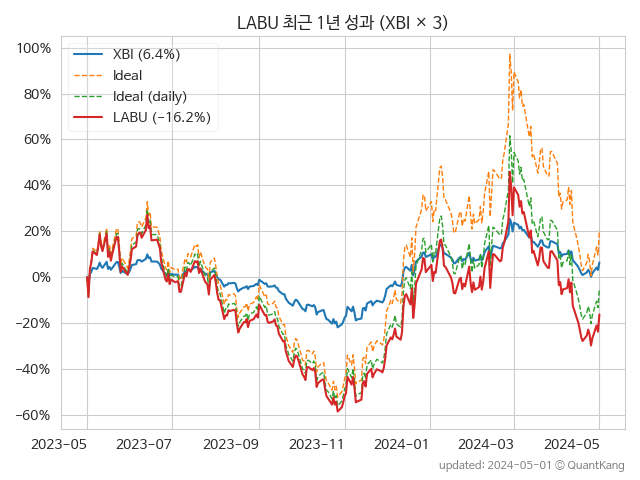 LABU 최근 1년 성과 (XBI × 3)
XBI (6.4%)
Ideal
Ideal (daily)
LABU (−16.2%)
100%
80%
60%
40%
20%
0%
−20%
−40%
−60%
2023-05
2023-07
2023-09
2023-11
2024-01
2024-03
2024-05
updated: 2024-05-01 © QuantKang